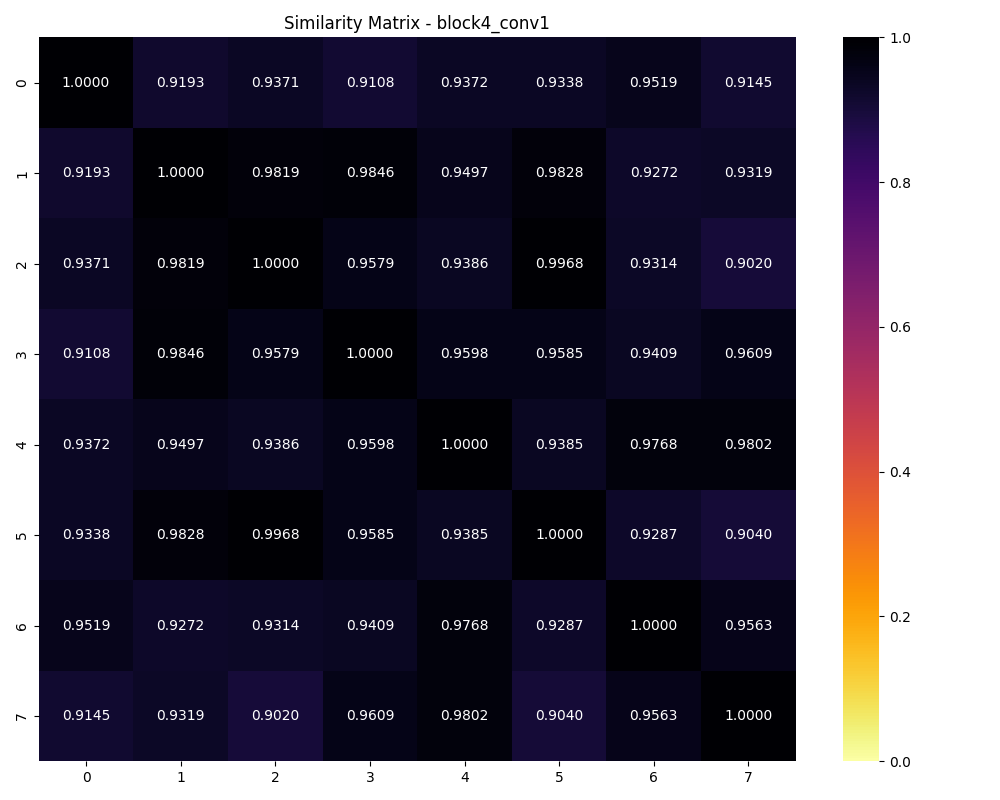 Similarity Matrix - block4_conv1
0 1.0000 0.9193 0.9371 0.9108 0.9372 0.9338 0.9519 0.9145
1 0.9193 1.0000 0.9819 0.9846 0.9497 0.9828 0.9272 0.9319
2 0.9371 0.9819 1.0000 0.9579 0.9386 0.9968 0.9314 0.9020
3 0.9108 0.9846 0.9579 1.0000 0.9598 0.9585 0.9409 0.9609
4 0.9372 0.9497 0.9386 0.9598 1.0000 0.9385 0.9768 0.9802
5 0.9338 0.9828 0.9968 0.9585 0.9385 1.0000 0.9287 0.9040
6 0.9519 0.9272 0.9314 0.9409 0.9768 0.9287 1.0000 0.9563
7 0.9145 0.9319 0.9020 0.9609 0.9802 0.9040 0.9563 1.0000
0 1 2 3 4 5 6 7
1.0
0.8
0.6
0.4
0.2
0.0